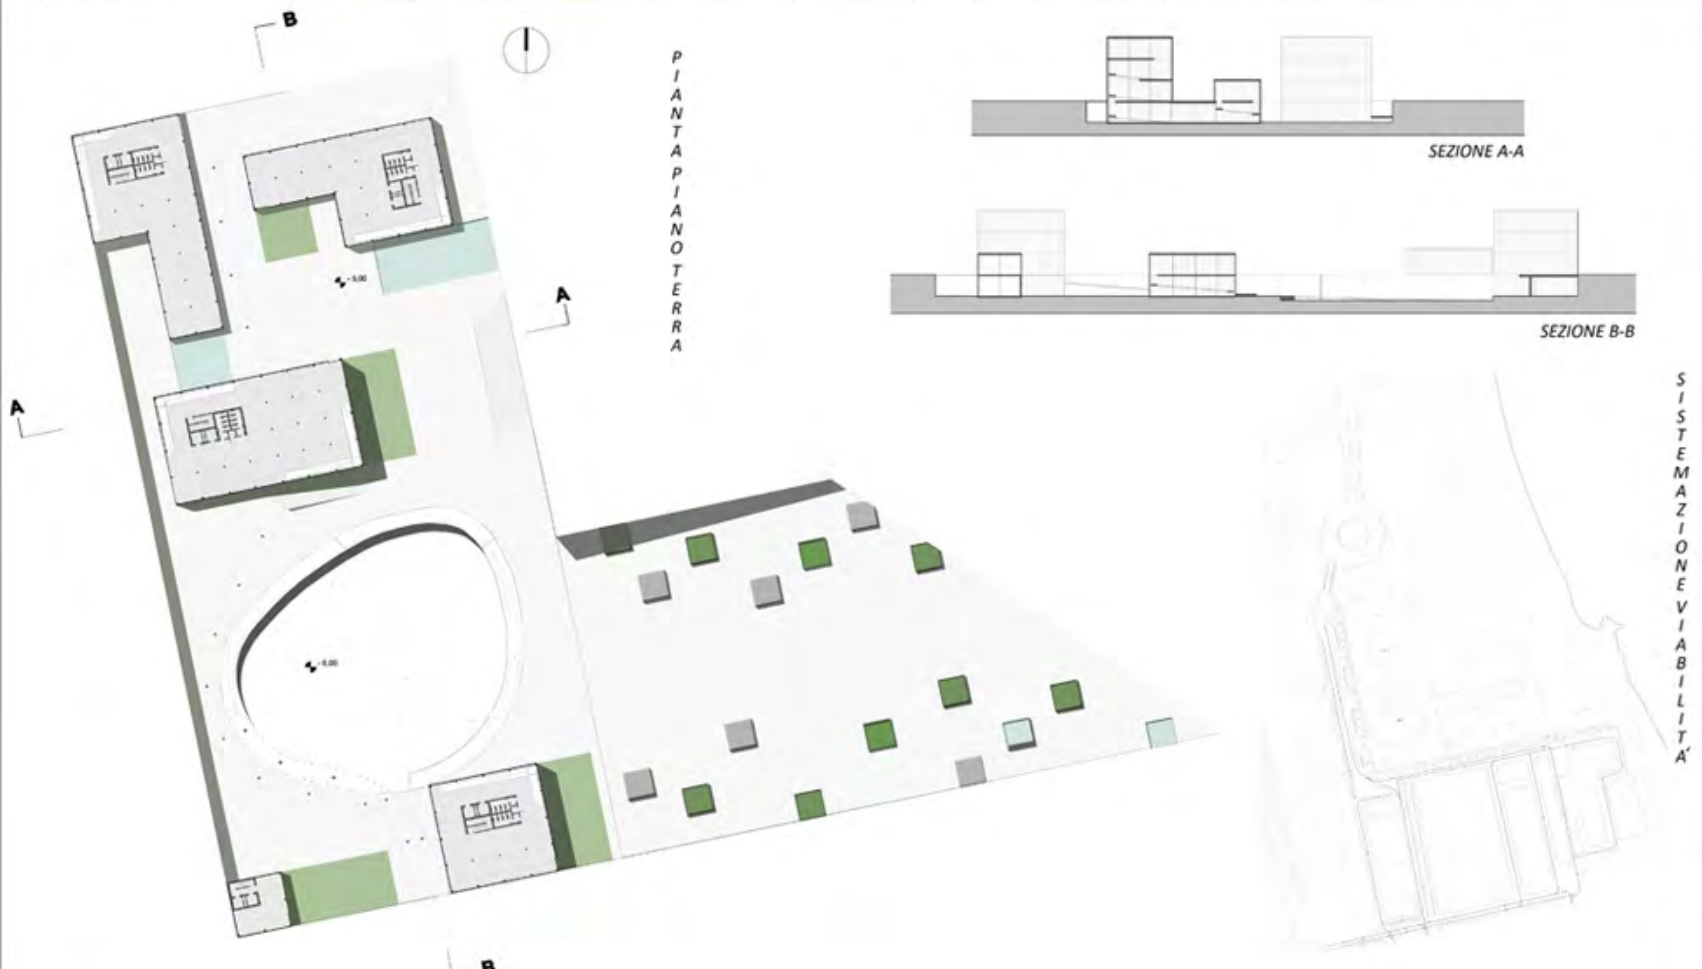 B
PIANTA PIANO TERRA
SEZIONE A-A
SEZIONE B-B
A
A
SISTEMAZIONE VIABILITA'
B